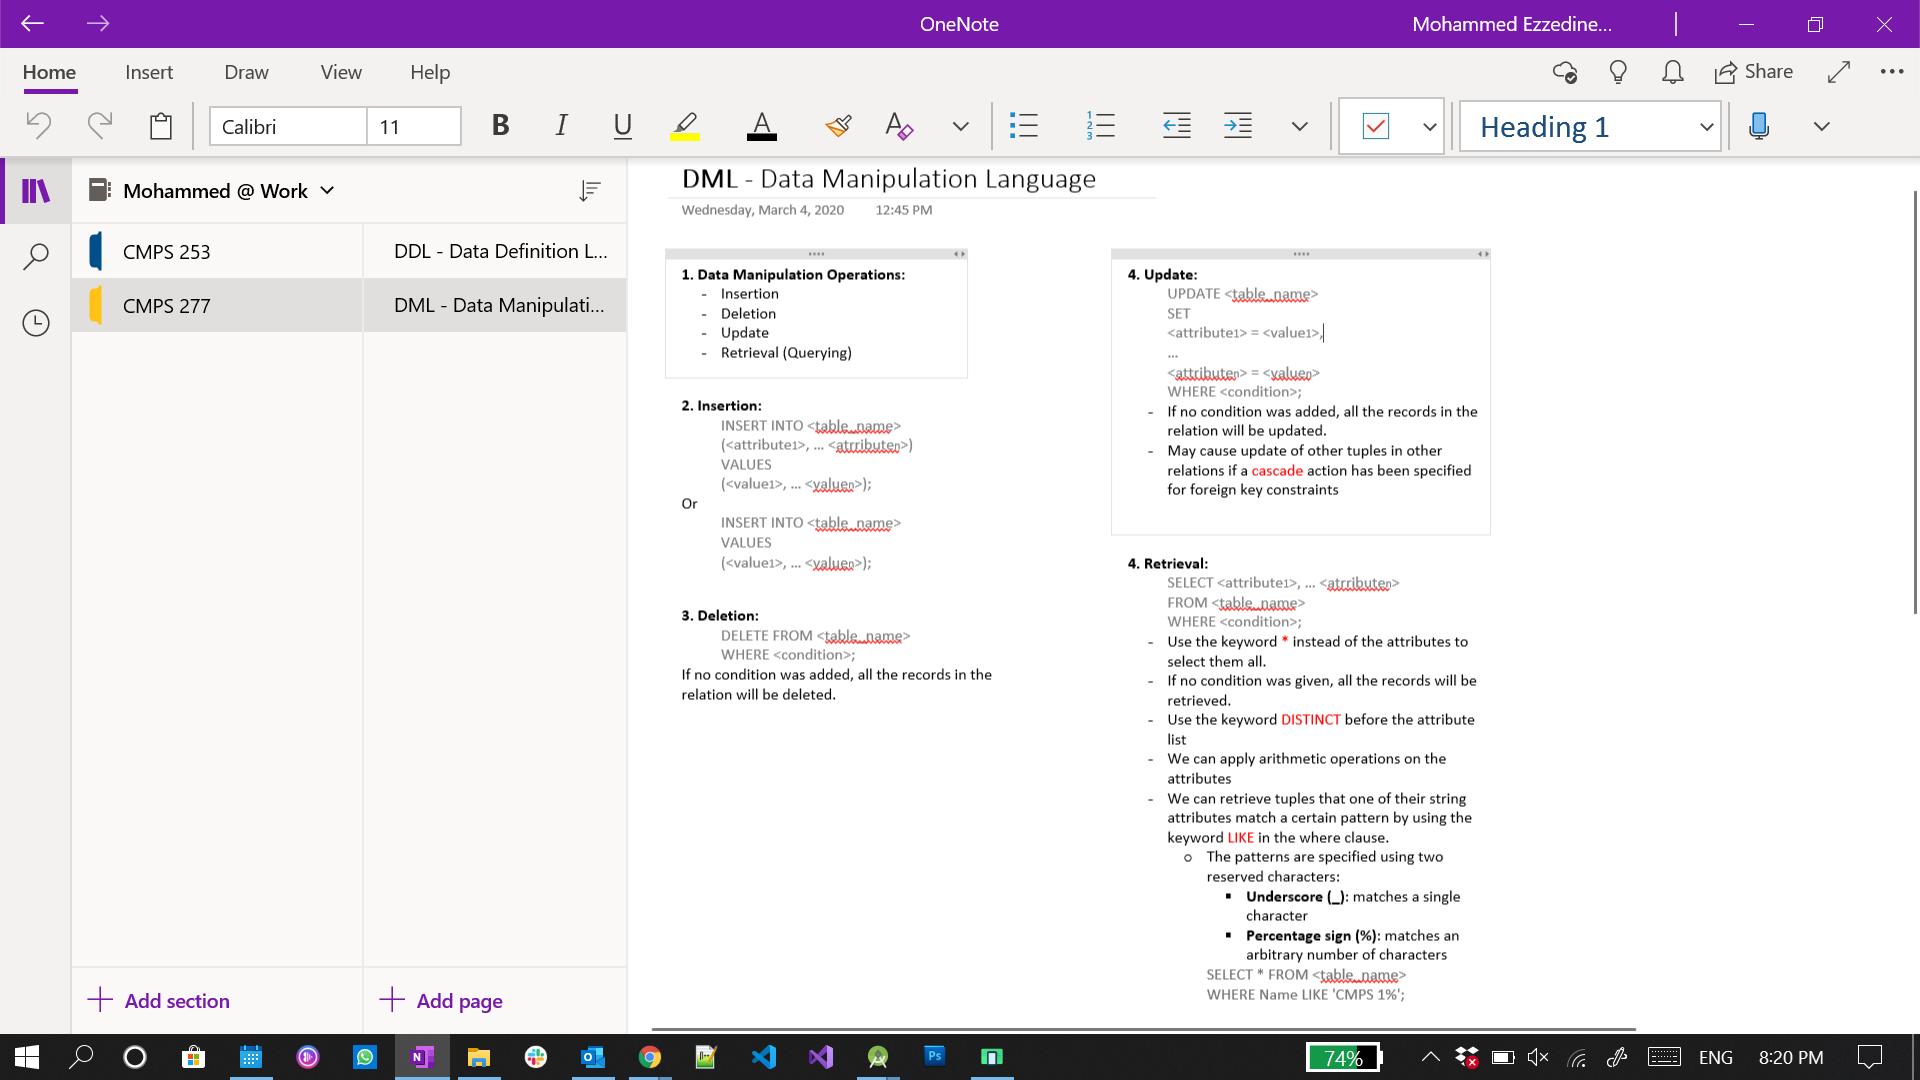 OneNote
Mohammed Ezzedine...
Home
Insert
Draw
View
Help
Share
Calibri
11
B
I
U
A
A
1
2
3
Heading 1
Mohammed @ Work
CMPS 253
CMPS 277
DDL - Data Definition L...
DML - Data Manipulati...
Add section
Add page
DML - Data Manipulation Language
Wednesday, March 4, 2020 12:45 PM
1. Data Manipulation Operations:
- Insertion
- Deletion
- Update
- Retrieval (Querying)
2. Insertion:
INSERT INTO <table_name>
(<attribute1>, ... <atrributen>)
VALUES
(<value1>, ... <valuen>);
Or
INSERT INTO <table_name>
VALUES
(<value1>, ... <valuen>);
3. Deletion:
DELETE FROM <table_name>
WHERE <condition>;
If no condition was added, all the records in the
relation will be deleted.
4. Update:
UPDATE <table_name>
SET
<attribute1> = <value1>,
...
<attributen> = <valuen>
WHERE <condition>;
- If no condition was added, all the records in the
relation will be updated.
- May cause update of other tuples in other
relations if a cascade action has been specified
for foreign key constraints
4. Retrieval:
SELECT <attribute1>, ... <atrributen>
FROM <table_name>
WHERE <condition>;
- Use the keyword * instead of the attributes to
select them all.
- If no condition was given, all the records will be
retrieved.
- Use the keyword DISTINCT before the attribute
list
- We can apply arithmetic operations on the
attributes
- We can retrieve tuples that one of their string
attributes match a certain pattern by using the
keyword LIKE in the where clause.
o The patterns are specified using two
reserved characters:
▪ Underscore (_): matches a single
character
▪ Percentage sign (%): matches an
arbitrary number of characters
SELECT * FROM <table_name>
WHERE Name LIKE 'CMPS 1%';
N
Ps
74%
ENG
8:20 PM